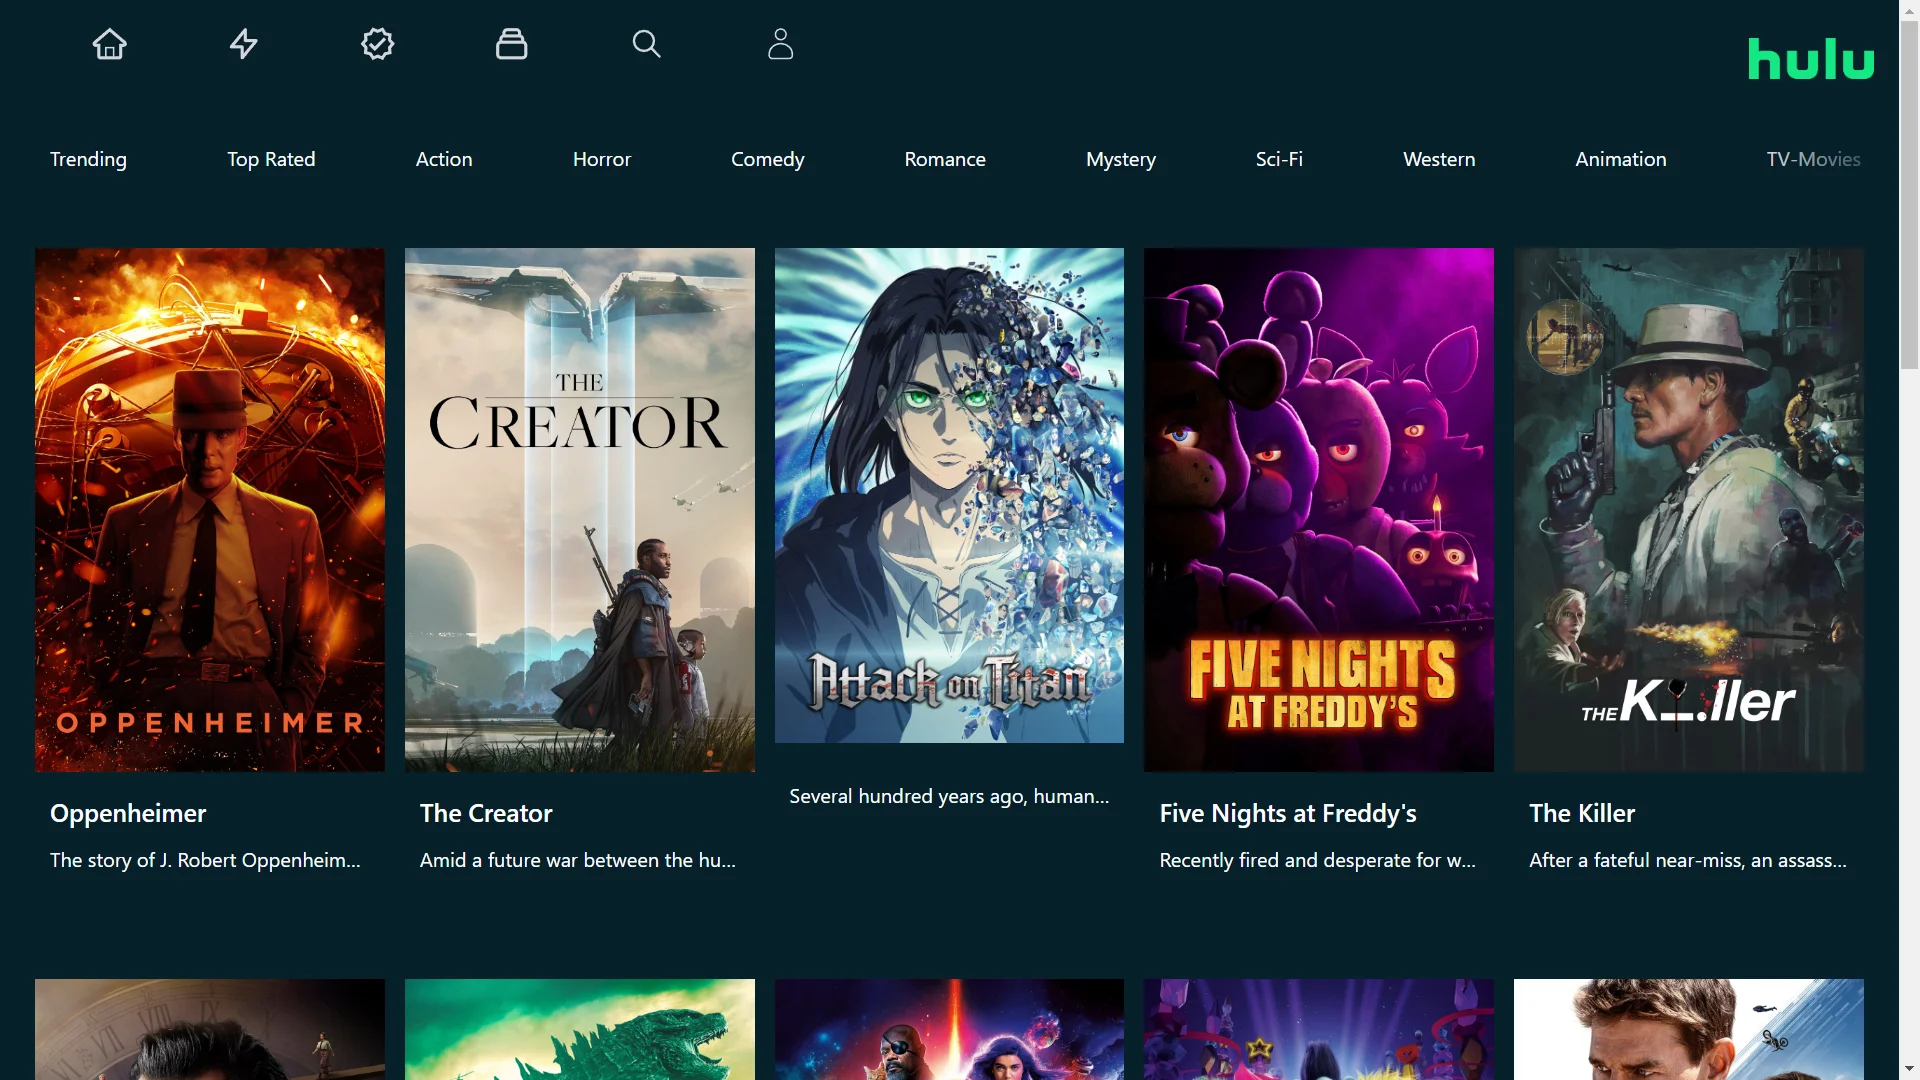 hulu
Trending Top Rated Action Horror Comedy Romance Mystery Sci-Fi Western Animation TV-Movies
OPPENHEIMER
THE
CREATOR
Attack on Titan
FIVE NIGHTS
AT FREDDY'S
THE K_.ller
Several hundred years ago, human...
Oppenheimer
The Creator
Five Nights at Freddy's
The Killer
The story of J. Robert Oppenheim...
Amid a future war between the hu...
Recently fired and desperate for w...
After a fateful near-miss, an assass...